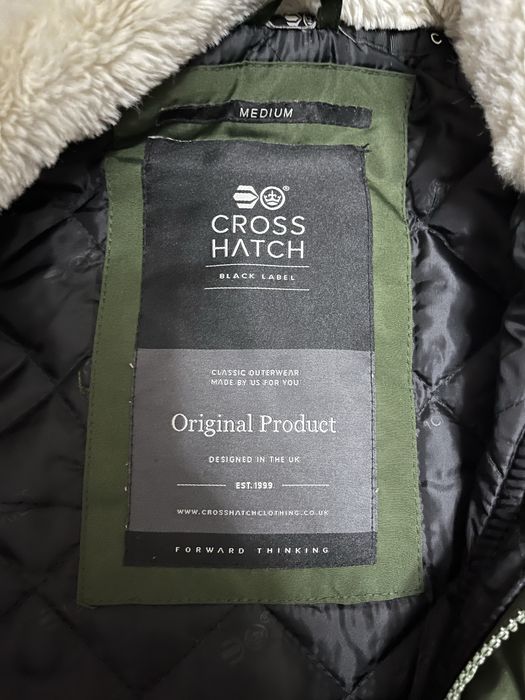 MEDIUM
CROSS
HATCH
BLACK LABEL
CLASSIC OUTERWEAR
MADE BY US FOR YOU
Original Product
DESIGNED IN THE UK
EST. 1999
WWW.CROSSHATCHCLOTHING.CO.UK
FORWARD THINKING